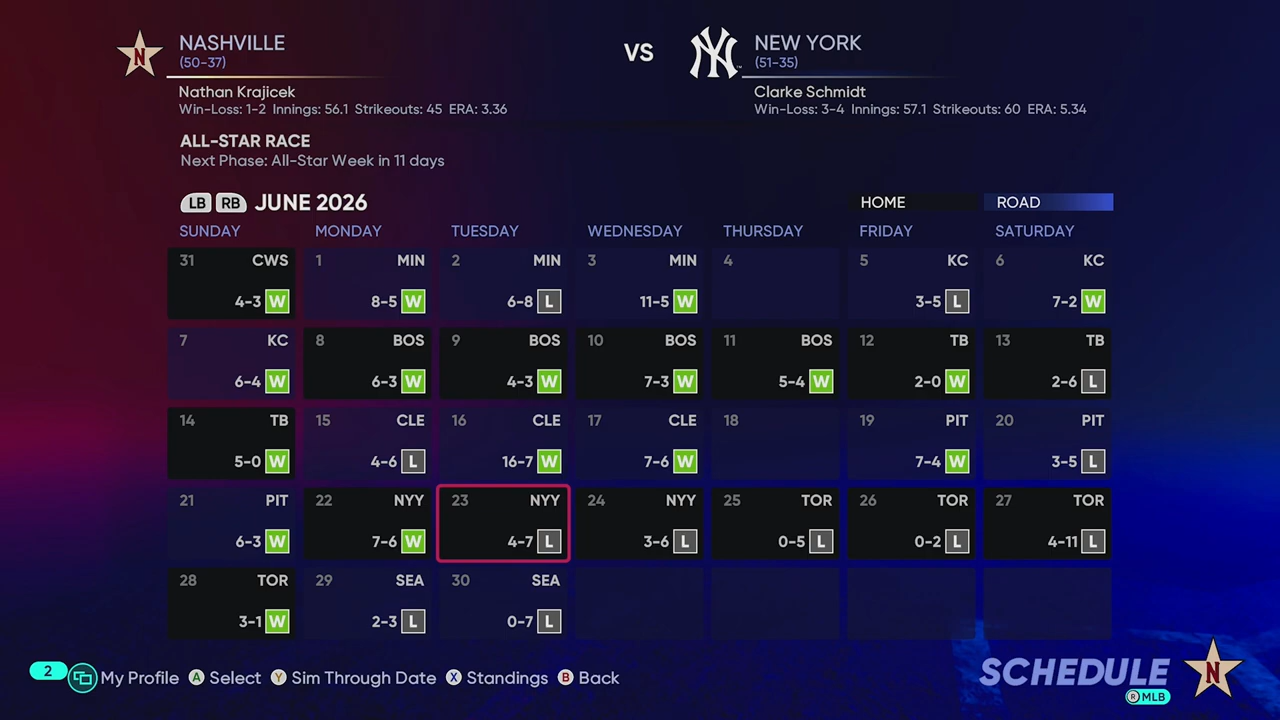 N NASHVILLE VS NY NEW YORK
(50-37) (51-35)
Nathan Krajicek Clarke Schmidt
Win-Loss: 1-2 Innings: 56.1 Strikeouts: 45 ERA: 3.36 Win-Loss: 3-4 Innings: 57.1 Strikeouts: 60 ERA: 5.34
ALL-STAR RACE
Next Phase: All-Star Week in 11 days
LB RB JUNE 2026 HOME ROAD
SUNDAY MONDAY TUESDAY WEDNESDAY THURSDAY FRIDAY SATURDAY
31 CWS 1 MIN 2 MIN 3 MIN 4 5 KC 6 KC
4-3 W 8-5 W 6-8 L 11-5 W 3-5 L 7-2 W
7 KC 8 BOS 9 BOS 10 BOS 11 BOS 12 TB 13 TB
6-4 W 6-3 W 4-3 W 7-3 W 5-4 W 2-0 W 2-6 L
14 TB 15 CLE 16 CLE 17 CLE 18 19 PIT 20 PIT
5-0 W 4-6 L 16-7 W 7-6 W 7-4 W 3-5 L
21 PIT 22 NYY 23 NYY 24 NYY 25 TOR 26 TOR 27 TOR
6-3 W 7-6 W 4-7 L 3-6 L 0-5 L 0-2 L 4-11 L
28 TOR 29 SEA 30 SEA
3-1 W 2-3 L 0-7 L
2 My Profile A Select Y Sim Through Date X Standings B Back
SCHEDULE N
R MLB